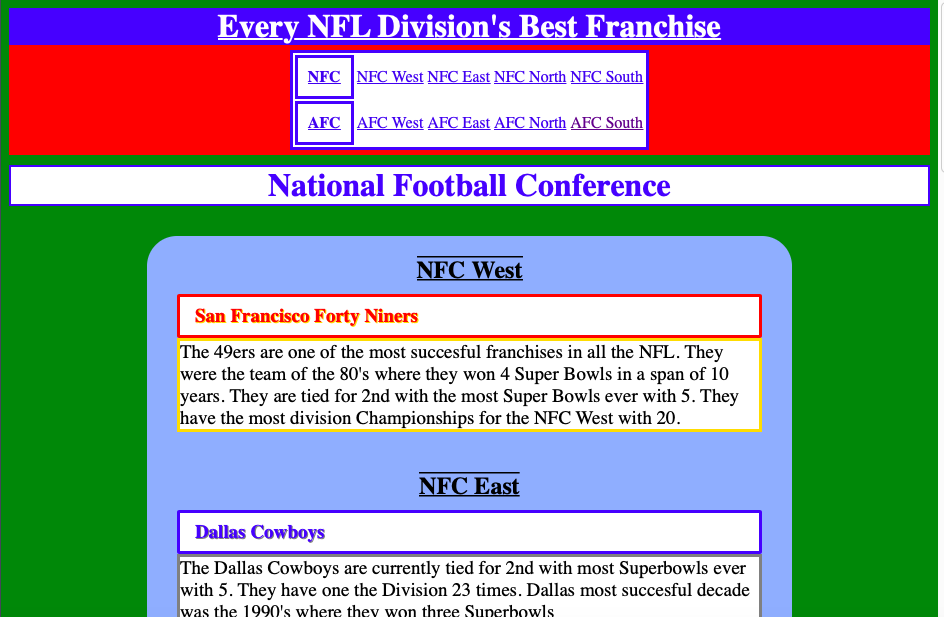 Every NFL Division's Best Franchise
NFC NFC West NFC East NFC North NFC South
AFC AFC West AFC East AFC North AFC South
National Football Conference
NFC West
San Francisco Forty Niners
The 49ers are one of the most succesful franchises in all the NFL. They
were the team of the 80's where they won 4 Super Bowls in a span of 10
years. They are tied for 2nd with the most Super Bowls ever with 5. They
have the most division Championships for the NFC West with 20.
NFC East
Dallas Cowboys
The Dallas Cowboys are currently tied for 2nd with most Superbowls ever
with 5. They have one the Division 23 times. Dallas most succesful decade
was the 1990's where they won three Superbowls